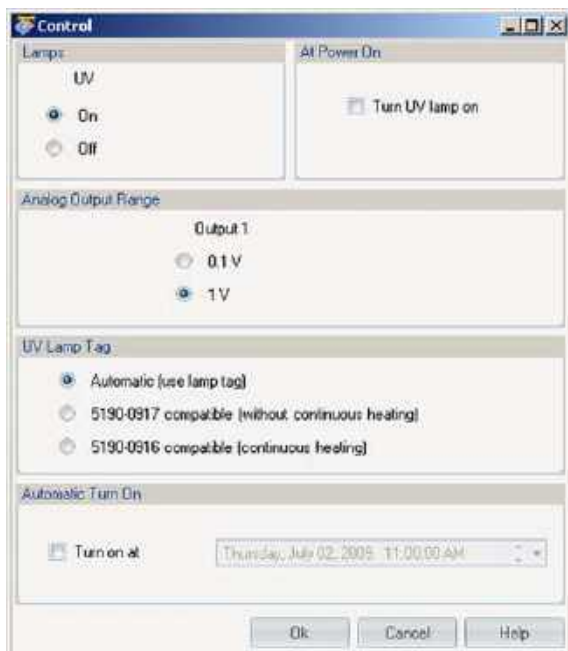 Control
Lamps
UV
On
Off
At Power On
Turn UV lamp on
Analog Output Range
Output 1
0.1 V
1 V
UV Lamp Tag
Automatic (use lamp tag)
5190-0917 compatible (without continuous heating)
5190-0916 compatible (continuous heating)
Automatic Turn On
Turn on at
Thursday, July 02, 2009 11:00:00 AM
Ok
Cancel
Help